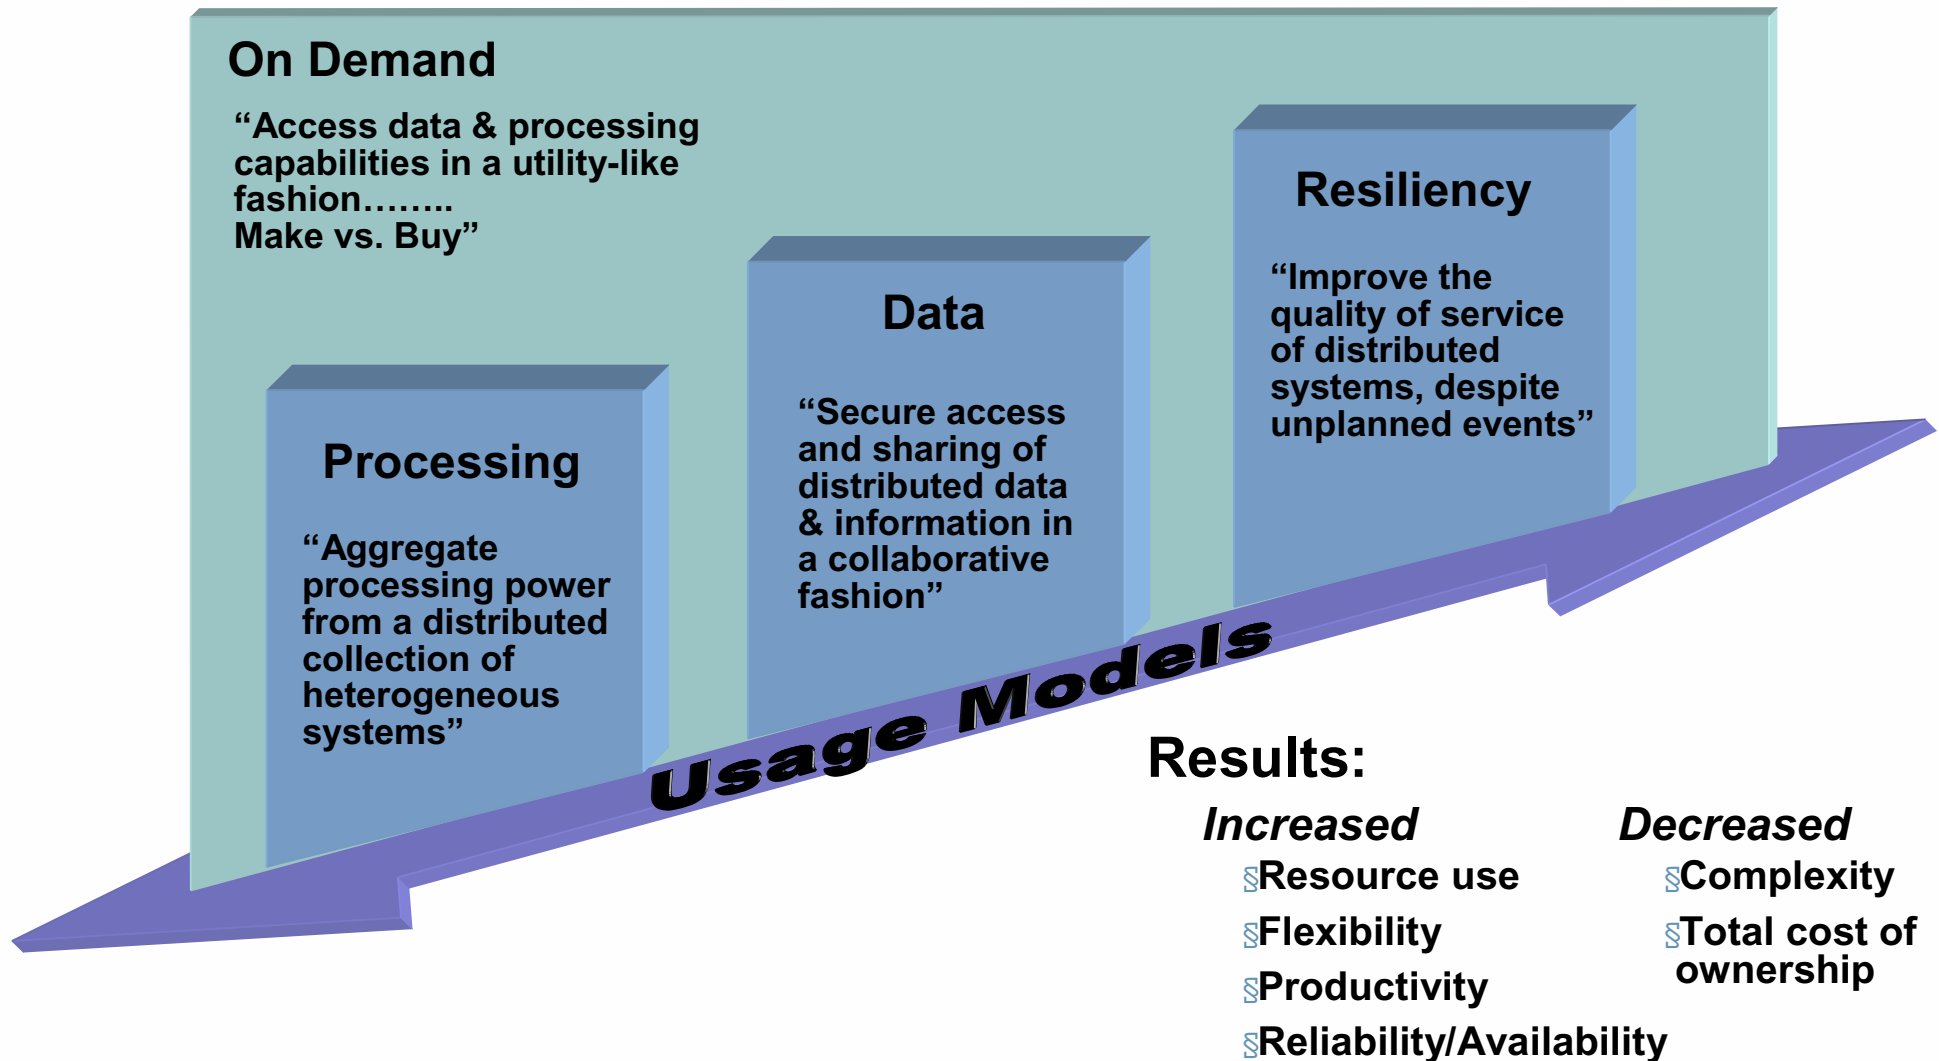 On Demand
“Access data & processing
capabilities in a utility-like
fashion……..
Make vs. Buy”
Processing
“Aggregate
processing power
from a distributed
collection of
heterogeneous
systems”
Data
“Secure access
and sharing of
distributed data
& information in
a collaborative
fashion”
Resiliency
“Improve the
quality of service
of distributed
systems, despite
unplanned events”
Usage Models
Results:
Increased
§Resource use
§Flexibility
§Productivity
§Reliability/Availability
Decreased
§Complexity
§Total cost of
ownership